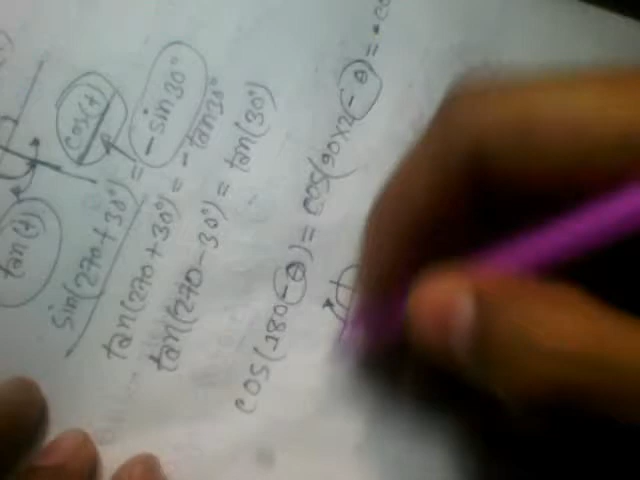 cos(+)
tan(+)
sin(270+30°) = -sin30°
tan(270+30°) = -tan30°
tan(270-30°) = tan(30°)
cos(180-θ) = cos(90×2-θ) = -co